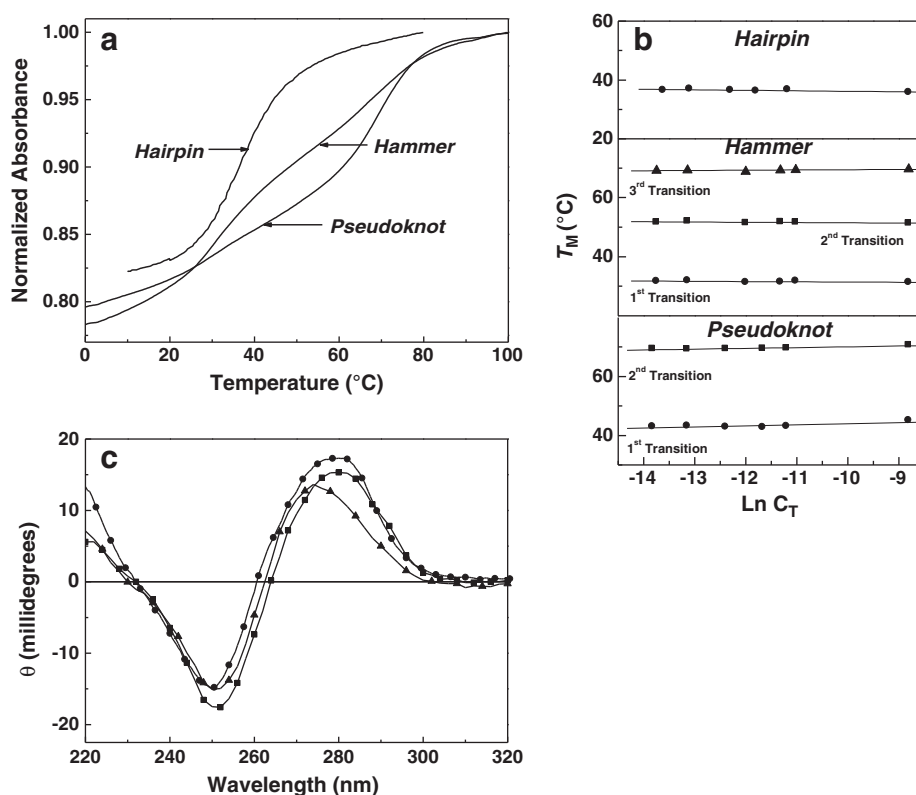 a
1.00
0.95
0.90
0.85
0.80
Normalized Absorbance
Hairpin
Hammer
Pseudoknot
0 20 40 60 80 100
Temperature (°C)
b
60
40
20
60
40
60
40
T_M (°C)
Hairpin
Hammer
3rd Transition
2nd Transition
1st Transition
Pseudoknot
2nd Transition
1st Transition
-14 -13 -12 -11 -10 -9
Ln C_T
c
20
10
0
-10
-20
θ (millidegrees)
220 240 260 280 300 320
Wavelength (nm)